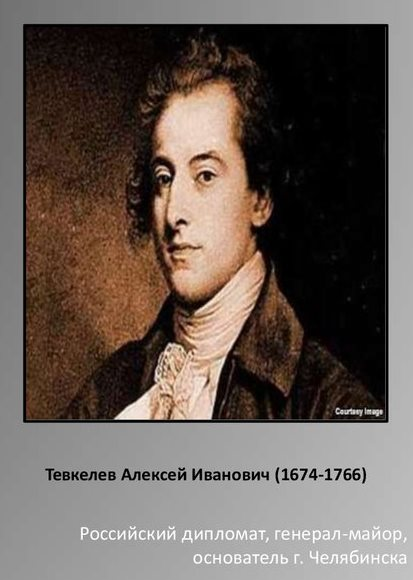 Courtesy Image
Тевкелев Алексей Иванович (1674-1766)
Российский дипломат, генерал-майор,
основатель г. Челябинска